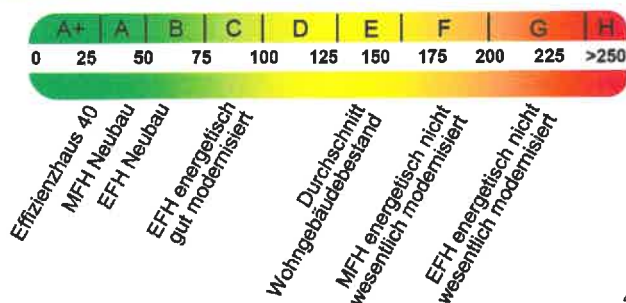 A+ A B C D E F G H
0 25 50 75 100 125 150 175 200 225 >250
Effizienzhaus 40
MFH Neubau
EFH Neubau
EFH energetisch
gut modernisiert
Durchschnitt
Wohngebäudebestand
MFH energetisch nicht
wesentlich modernisiert
EFH energetisch nicht
wesentlich modernisiert